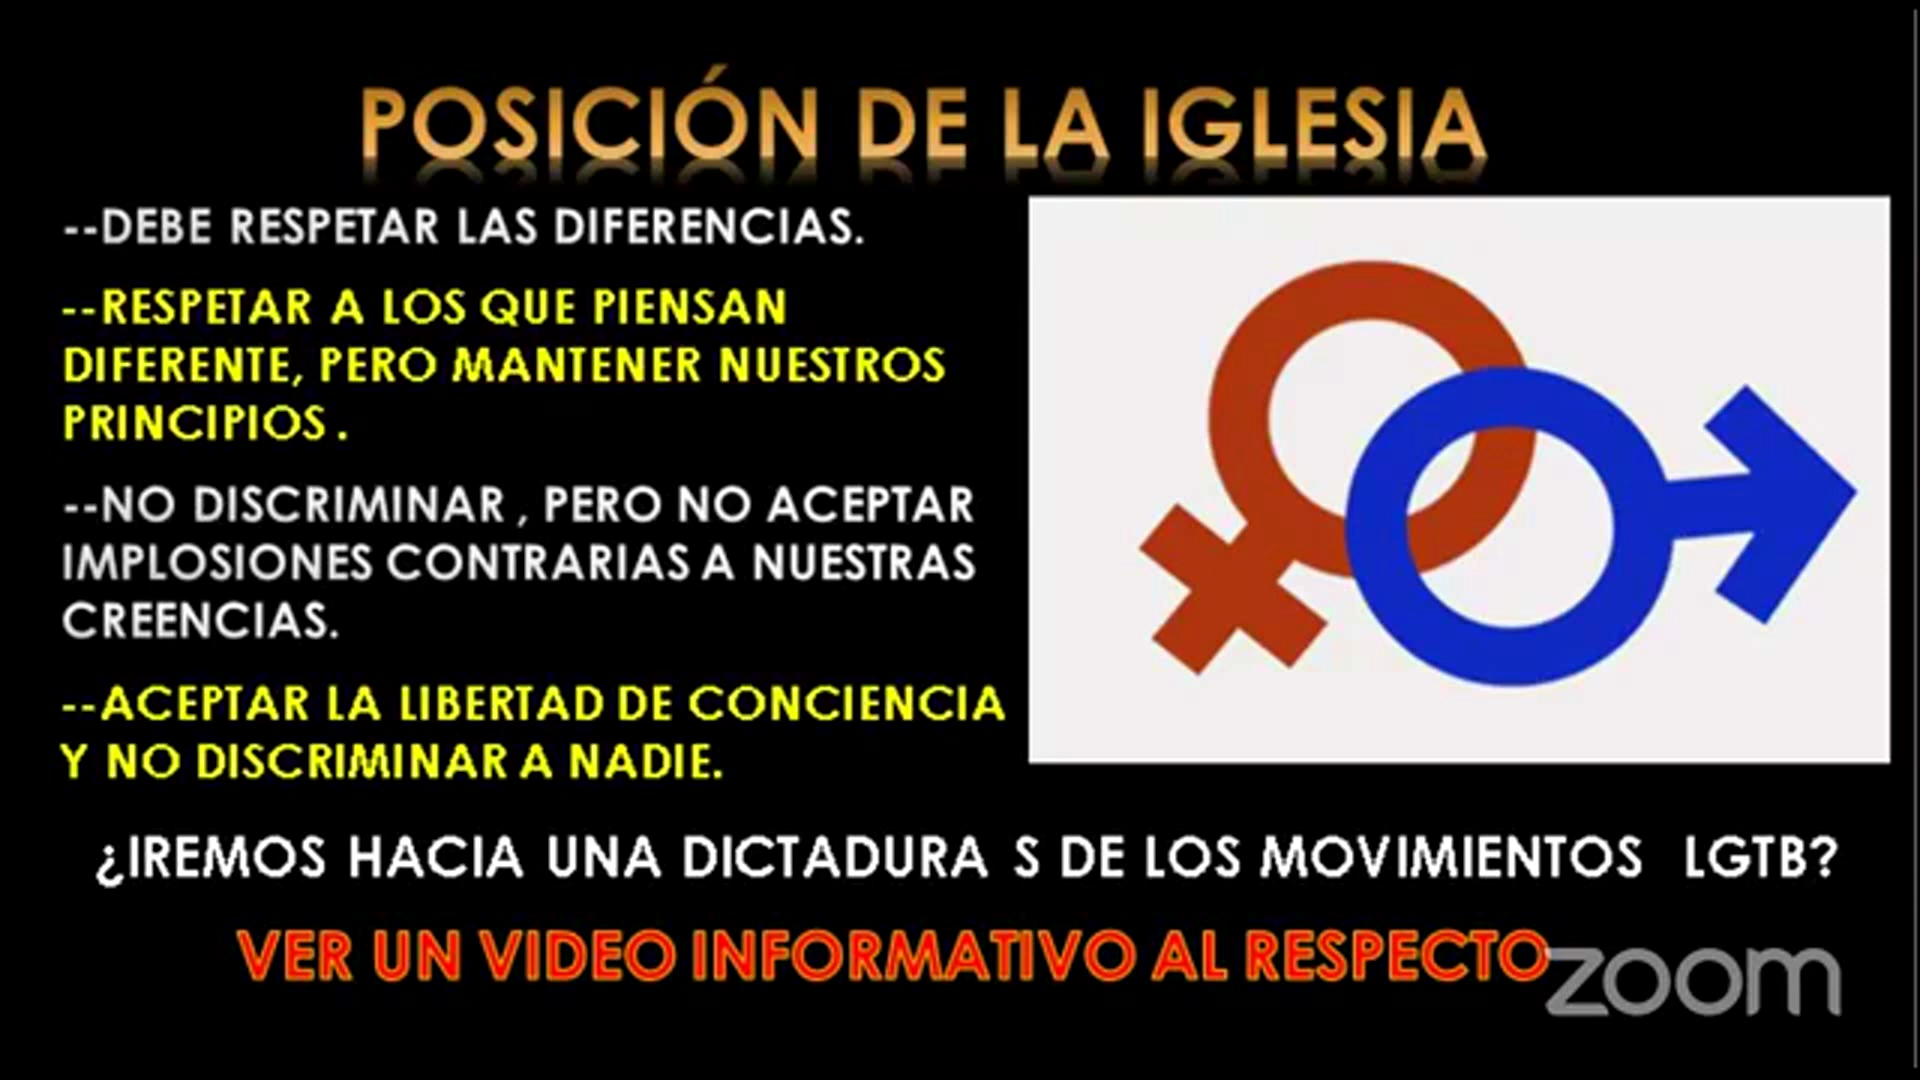 POSICIÓN DE LA IGLESIA
--DEBE RESPETAR LAS DIFERENCIAS.
--RESPETAR A LOS QUE PIENSAN
DIFERENTE, PERO MANTENER NUESTROS
PRINCIPIOS .
--NO DISCRIMINAR , PERO NO ACEPTAR
IMPLOSIONES CONTRARIAS A NUESTRAS
CREENCIAS.
--ACEPTAR LA LIBERTAD DE CONCIENCIA
Y NO DISCRIMINAR A NADIE.
¿IREMOS HACIA UNA DICTADURA S DE LOS MOVIMIENTOS LGTB?
VER UN VIDEO INFORMATIVO AL RESPECTO
zoom